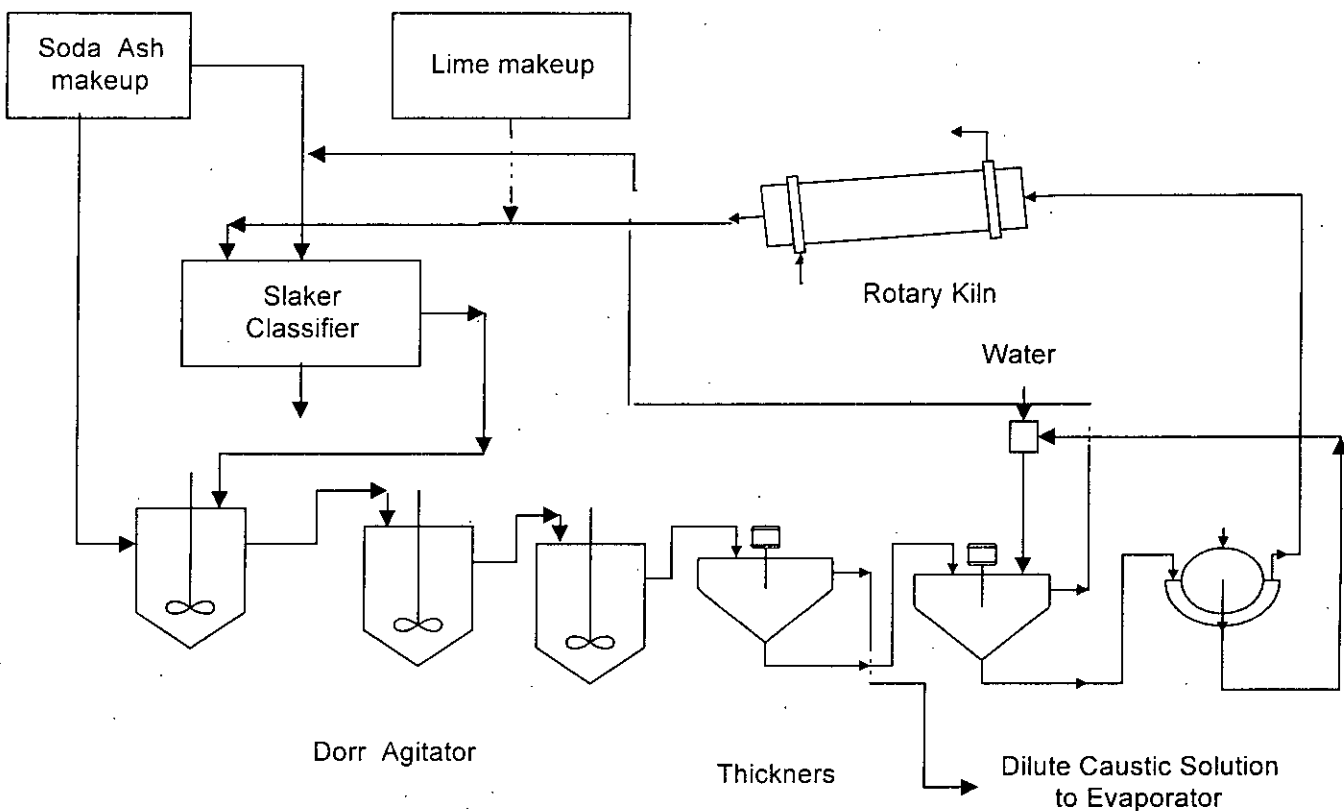 Soda Ash
makeup
Lime makeup
Rotary Kiln
Slaker
Classifier
Water
Dorr Agitator
Thickners
Dilute Caustic Solution
to Evaporator